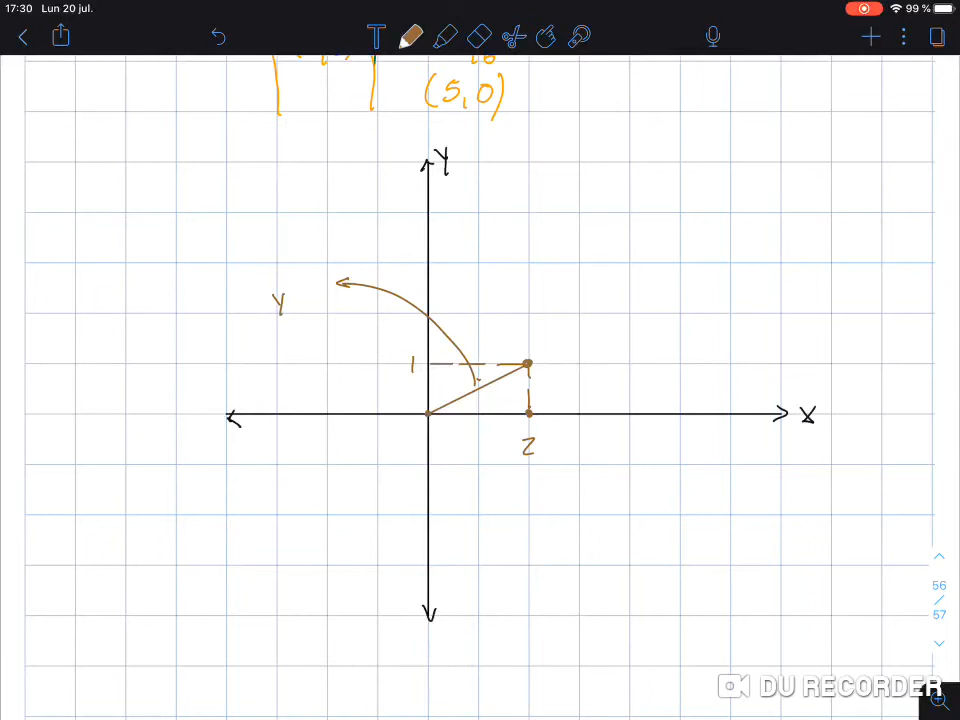 17:30 Lun 20 jul.
99 %
T
(5,0)
Y
Y
1
X
2
56
/
57
DU RECORDER